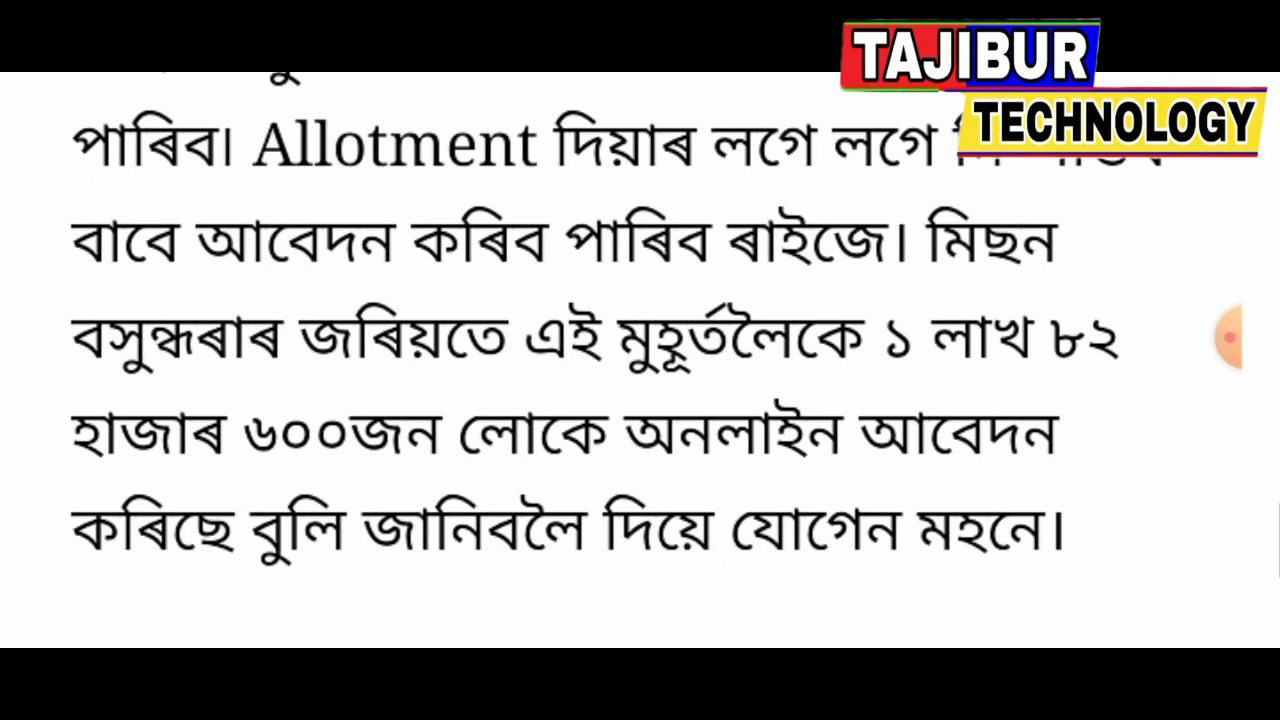 TAJIBUR
TECHNOLOGY
পাৰিব। Allotment দিয়াৰ লগে লগে
বাবে আবেদন কৰিব পাৰিব ৰাইজে। মিছন
বসুন্ধৰাৰ জৰিয়তে এই মুহূৰ্তলৈকে ১ লাখ ৮২
হাজাৰ ৬০০জন লোকে অনলাইন আবেদন
কৰিছে বুলি জানিবলৈ দিয়ে যোগেন মহনে।